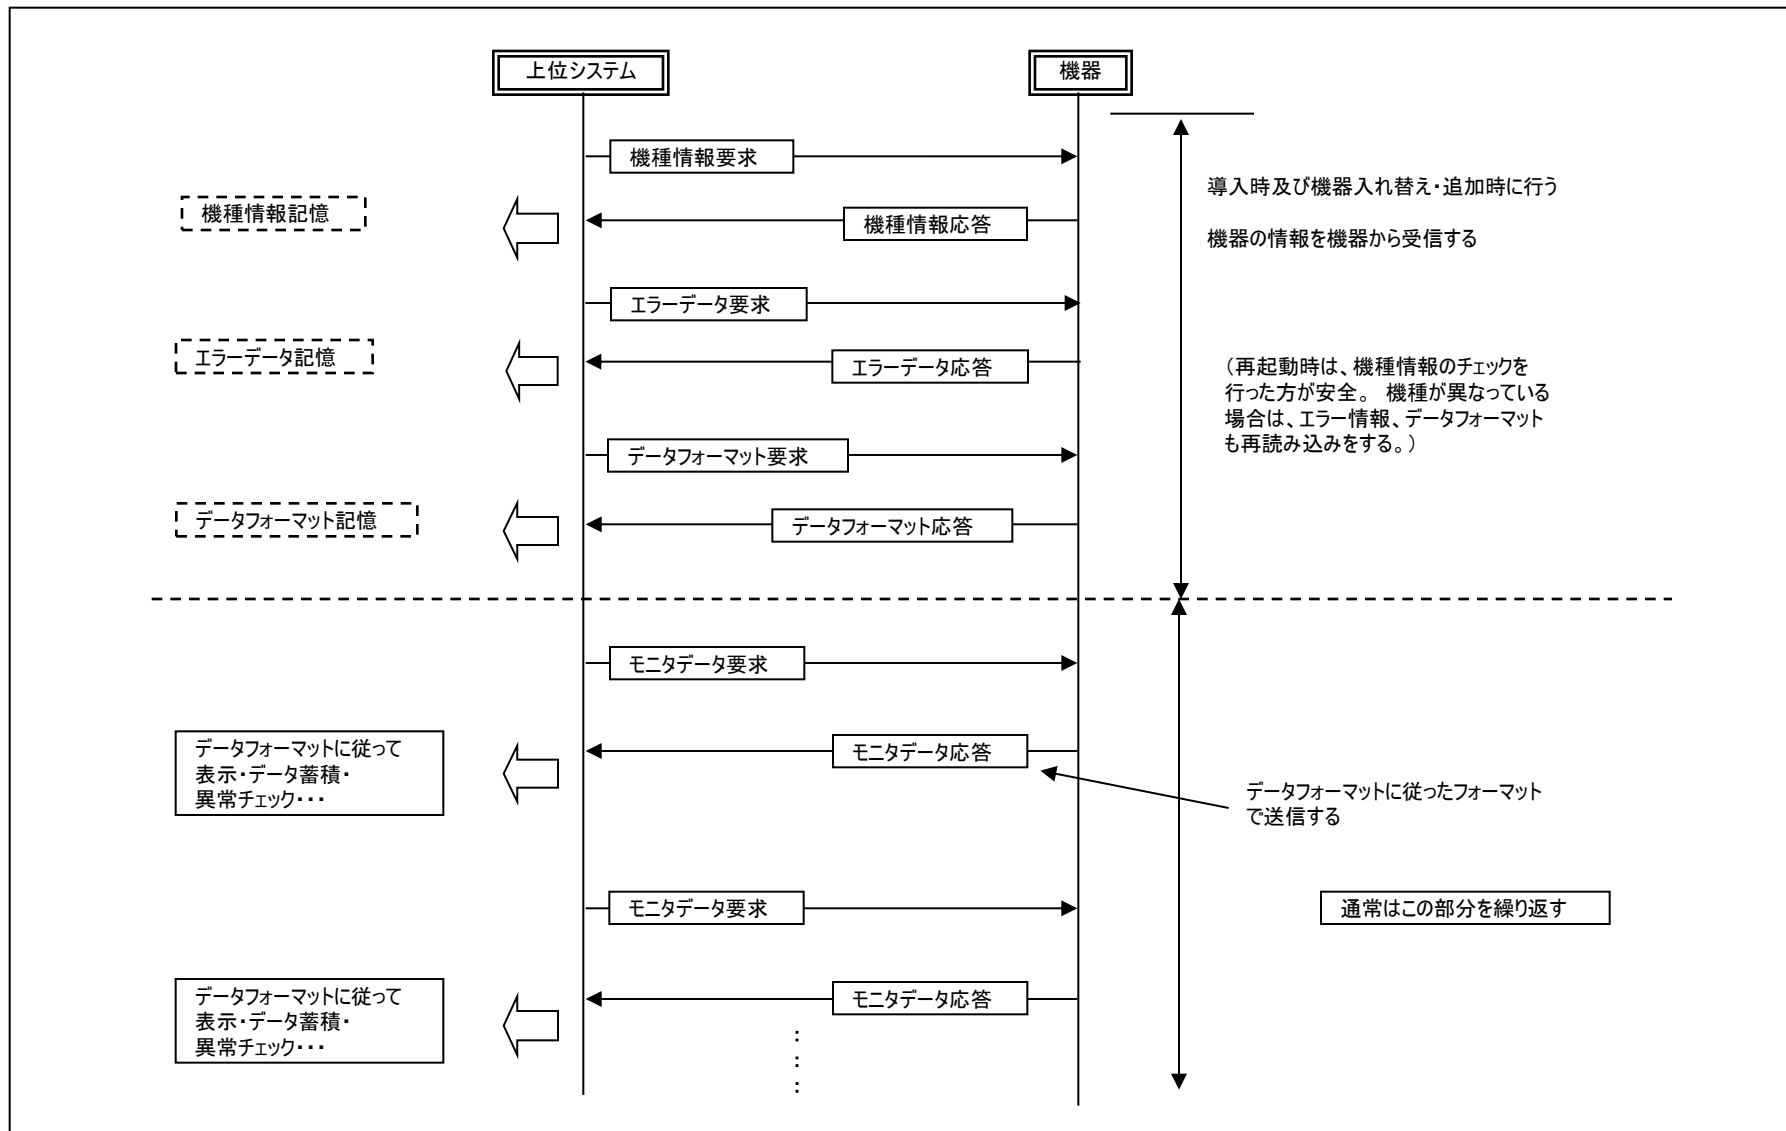 上位システム
機器
機種情報要求
導入時及び機器入れ替え・追加時に行う
機種情報記憶
機種情報応答
機器の情報を機器から受信する
エラーデータ要求
エラーデータ記憶
エラーデータ応答
（再起動時は、機種情報のチェックを
行った方が安全。 機種が異なっている
場合は、エラー情報、データフォーマット
も再読み込みをする。）
データフォーマット要求
データフォーマット記憶
データフォーマット応答
モニタデータ要求
データフォーマットに従って
表示・データ蓄積・
異常チェック・・・
モニタデータ応答
データフォーマットに従ったフォーマット
で送信する
モニタデータ要求
通常はこの部分を繰り返す
データフォーマットに従って
表示・データ蓄積・
異常チェック・・・
モニタデータ応答
：
：
：